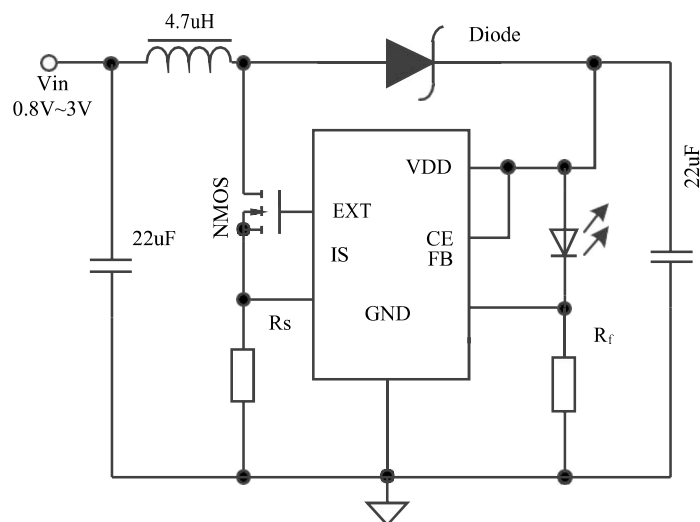 4.7uH
Diode
Vin
0.8V~3V
VDD
22uF
NMOS
EXT
22uF
CE
IS
FB
GND
Rs
Rf